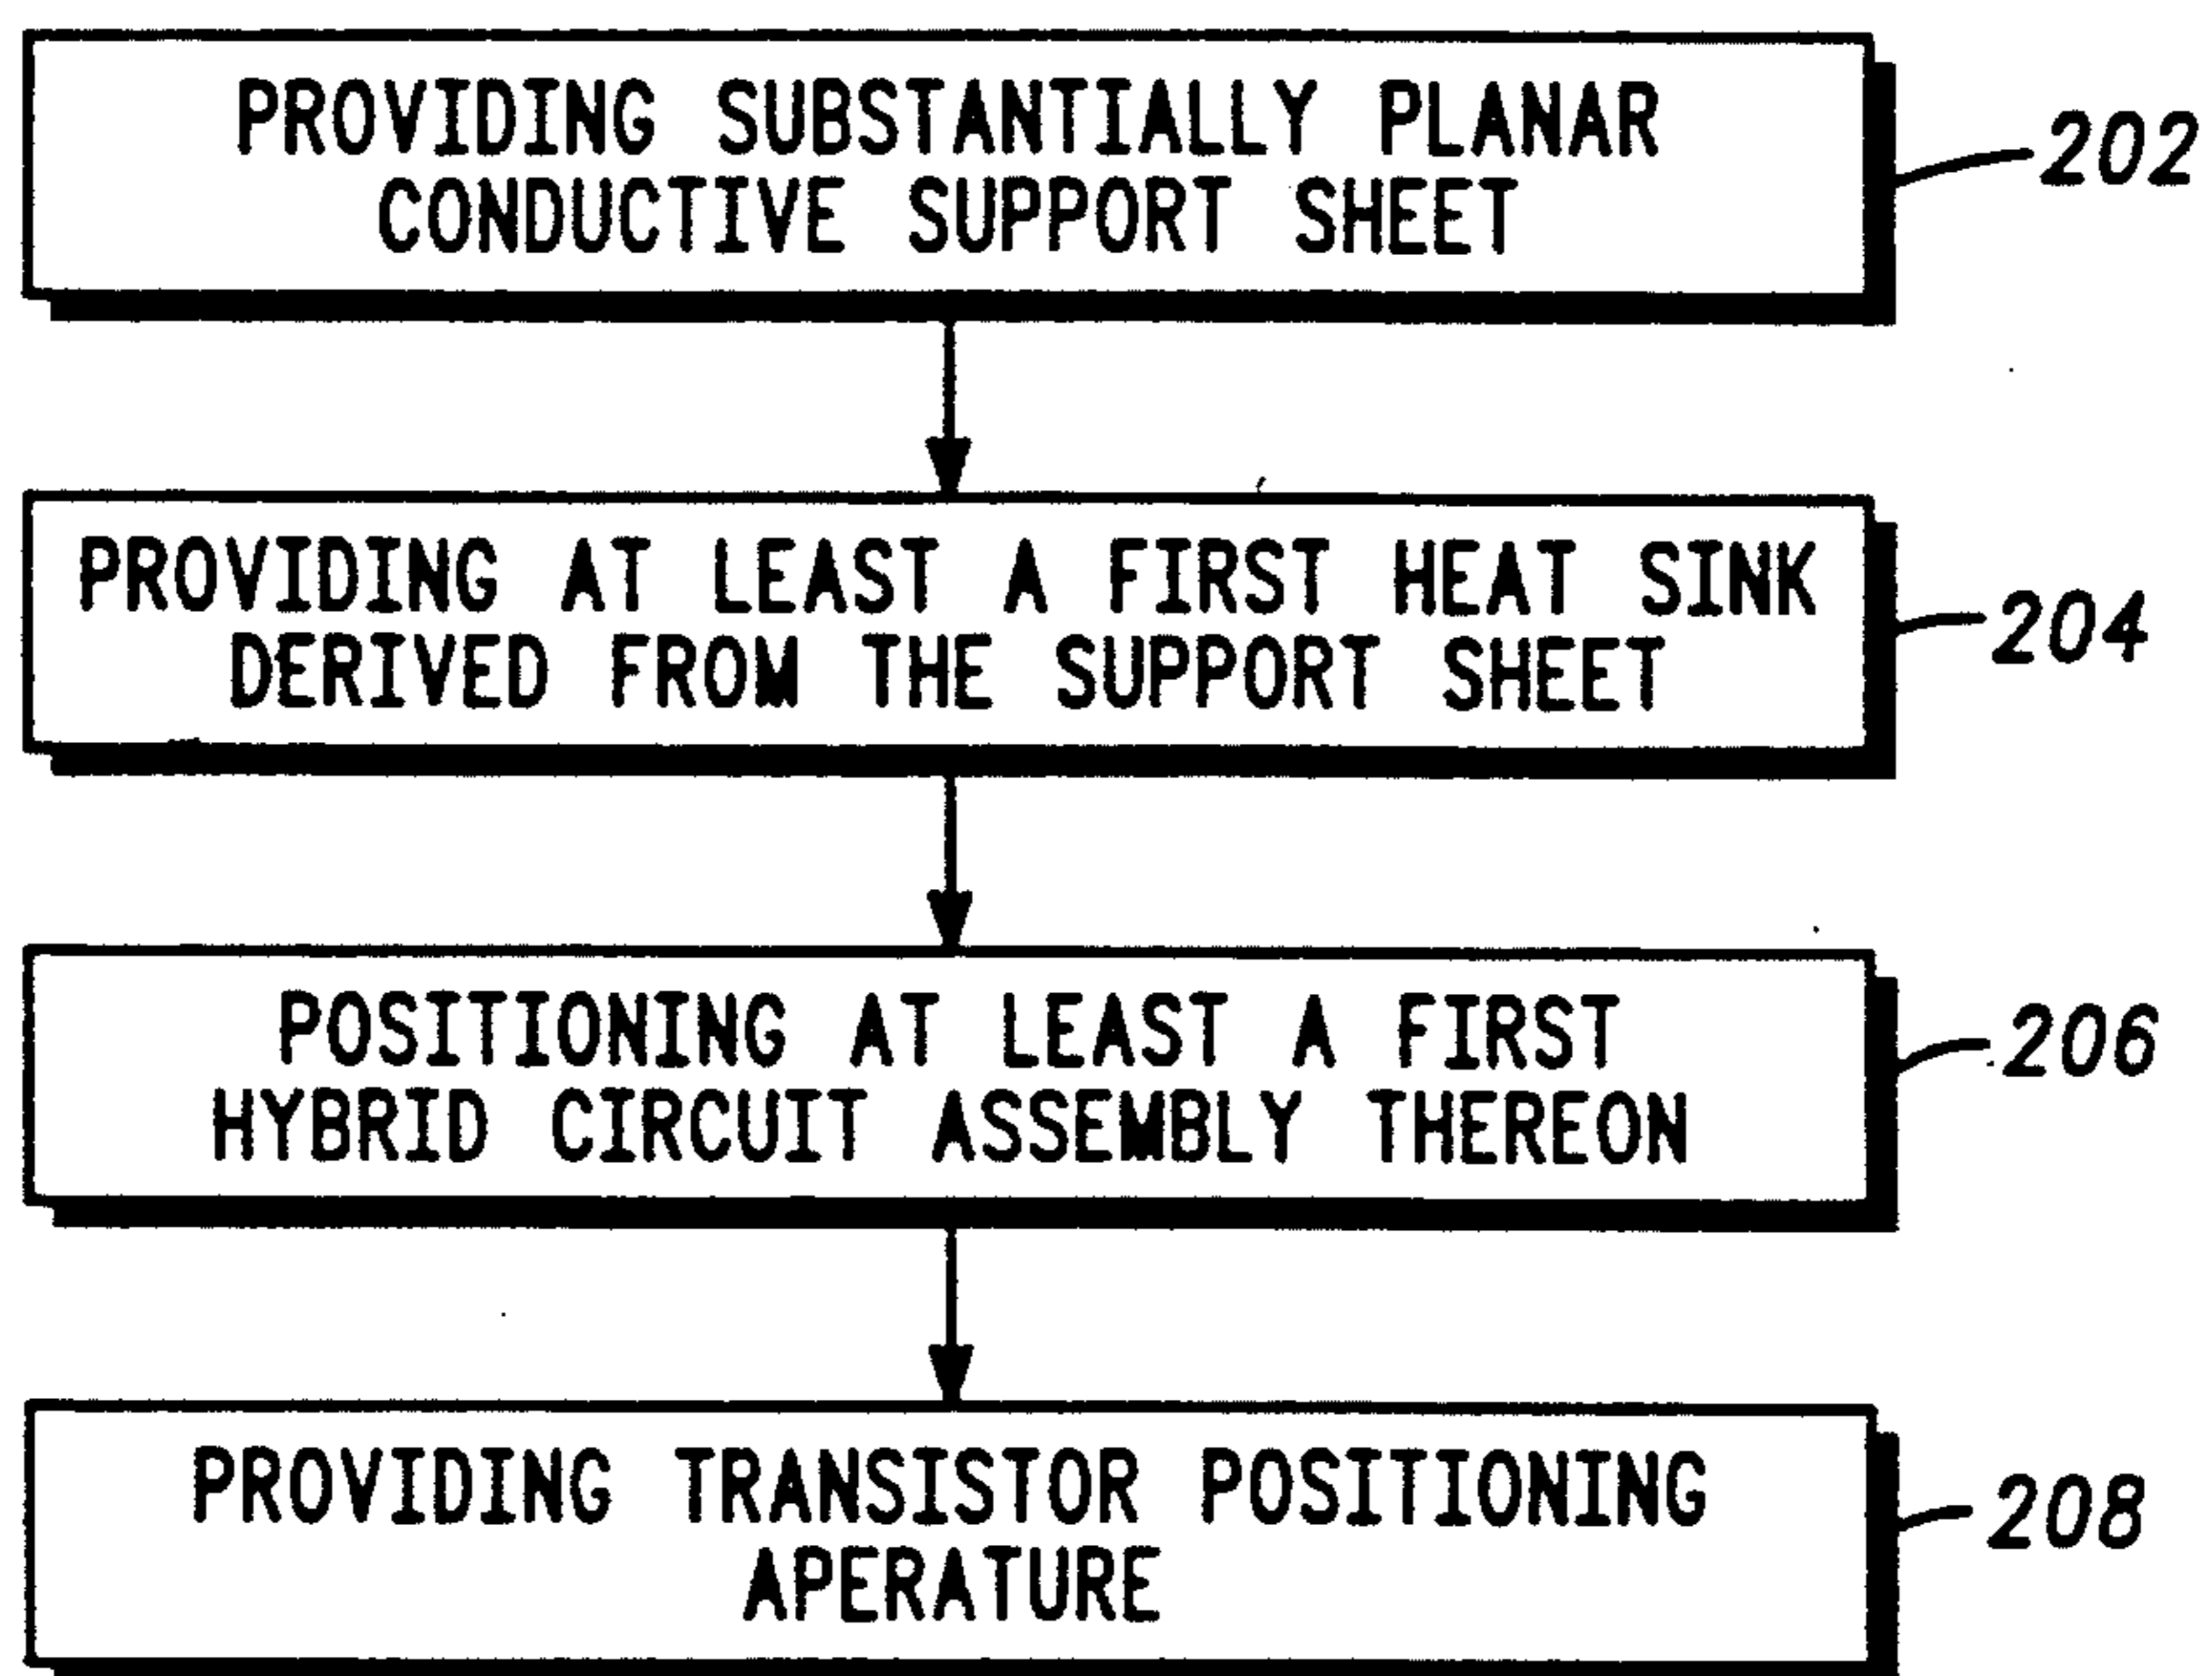 PROVIDING SUBSTANTIALLY PLANAR
CONDUCTIVE SUPPORT SHEET
202
PROVIDING AT LEAST A FIRST HEAT SINK
DERIVED FROM THE SUPPORT SHEET
204
POSITIONING AT LEAST A FIRST
HYBRID CIRCUIT ASSEMBLY THEREON
206
PROVIDING TRANSISTOR POSITIONING
APERATURE
208